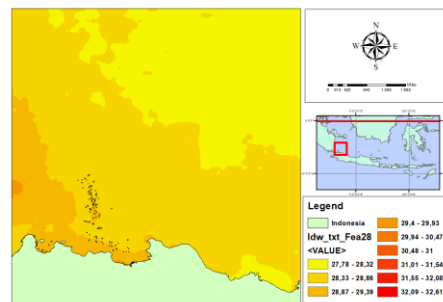 N
W E
S
Legend
Indonesia
Idw_txt_Fea28
<VALUE>
27,78 - 28,32
28,33 - 28,86
28,87 - 29,39
29,4 - 29,93
29,94 - 30,47
30,48 - 31
31,01 - 31,54
31,55 - 32,08
32,09 - 32,61